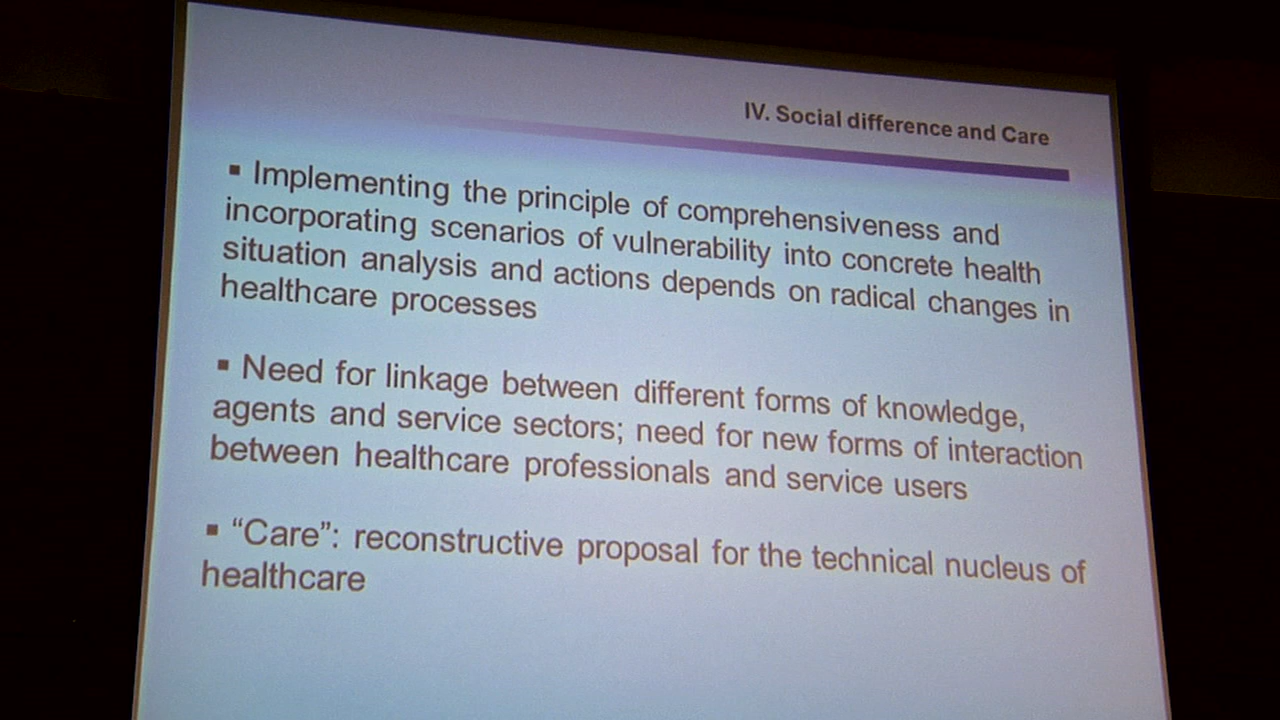 IV. Social difference and Care
▪ Implementing the principle of comprehensiveness and
incorporating scenarios of vulnerability into concrete health
situation analysis and actions depends on radical changes in
healthcare processes
▪ Need for linkage between different forms of knowledge,
agents and service sectors; need for new forms of interaction
between healthcare professionals and service users
▪ “Care”: reconstructive proposal for the technical nucleus of
healthcare